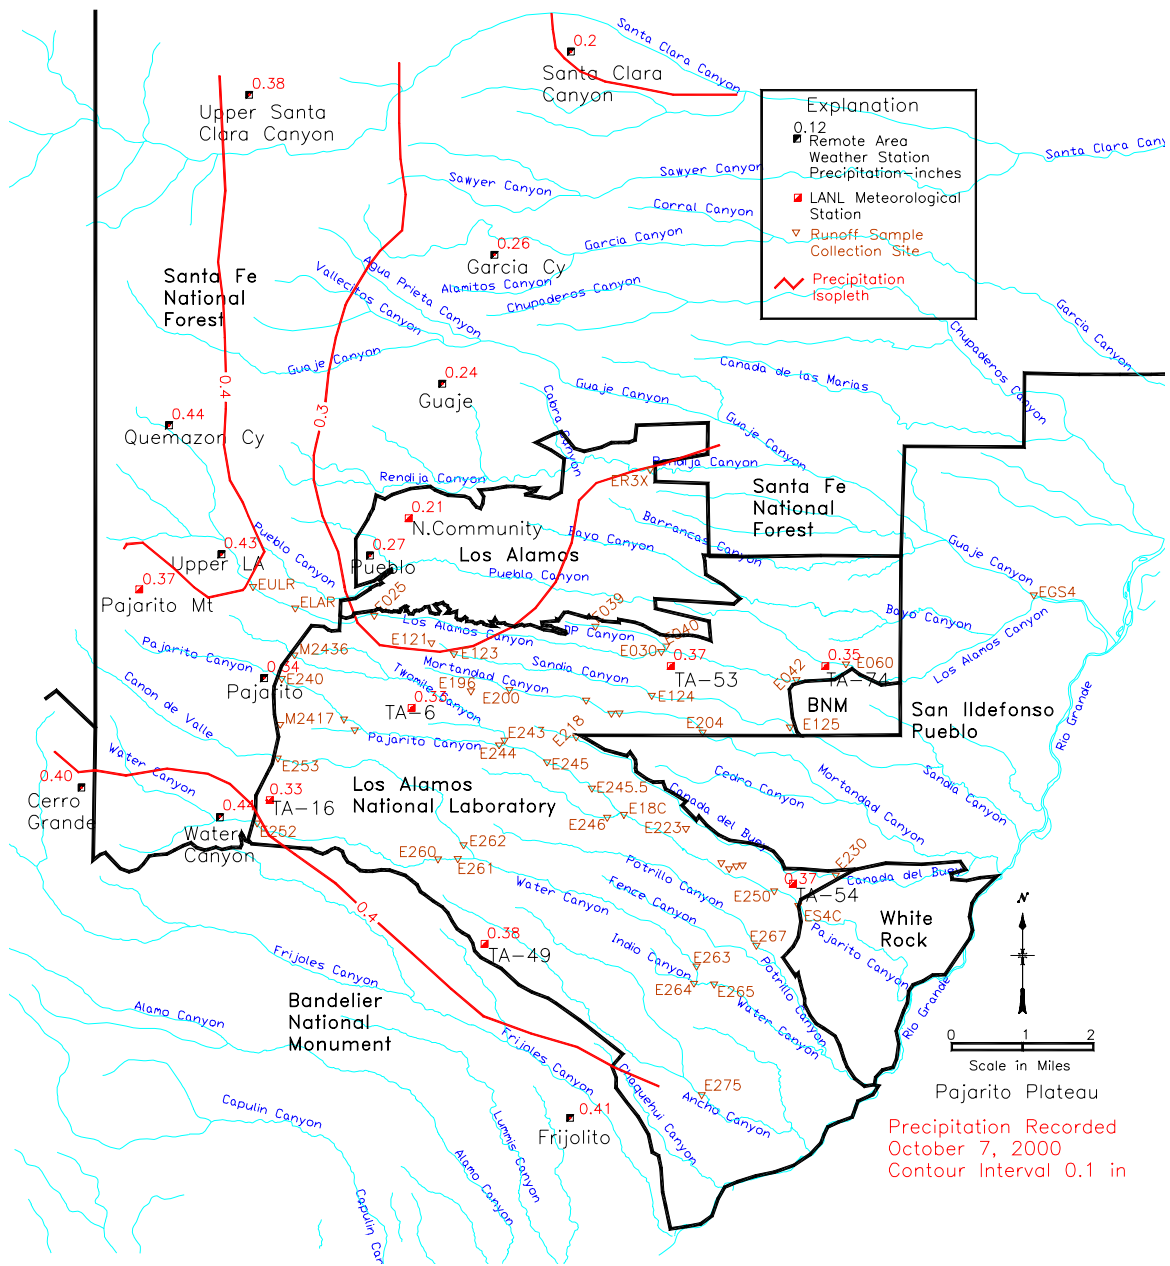 Santa Clara Canyon
0.2
Santa Clara
Canyon
0.38
Upper Santa
Clara Canyon
Explanation
0.12
Remote Area
Weather Station
Precipitation-inches
LANL Meteorological
Station
Runoff Sample
Collection Site
Precipitation
Isopleth
Santa Clara Cany
Sawyer Canyon
Sawyer Canyon
Corral Canyon
Garcia Canyon
0.26
Garcia Cy
Alamitos Canyon
Chupaderos Canyon
Agua Prieta Canyon
Vallecitos Canyon
Santa Fe
National
Forest
Garcia Canyon
Chupaderos Canyon
Guaje Canyon
Canada de las Marias
0.4
0.3
0.24
Guaje
Guaje Canyon
Cabra Canyon
Guaje Canyon
0.44
Quemazon Cy
Rendija Canyon
Rendija Canyon
ER3X
Santa Fe
National
Forest
0.21
N.Community
Los Alamos
Barrancas Canyon
Bayo Canyon
Pueblo Canyon
0.43
Upper LA
0.27
Pueblo
Pueblo Canyon
Guaje Canyon
0.37
Pajarito Mt
EULR
ELAR
E025
EGS4
Bayo Canyon
Los Alamos Canyon
E039
Los Alamos Canyon
DP Canyon
E040
E030
E121
E123
M2436
Pajarito Canyon
Sandia Canyon
0.37
TA-53
0.35
TA-74
E060
E042
Pajarito
E240
Mortandad Canyon
Twomile Canyon
E196
E200
E124
BNM
Canon de Valle
TA-6
M2417
E218
E204
E125
San Ildefonso
Pueblo
Rio Grande
Pajarito Canyon
E243
E244
E245
Water Canyon
E253
0.40
Cerro
Grande
0.33
TA-16
0.44
Water
Canyon
E252
Los Alamos
National Laboratory
E245.5
Cedro Canyon
Mortandad Canyon
Sandia Canyon
E246
E18C
E223
Canada del Buey
E262
E260
E261
Potrillo Canyon
E230
Canada del Buey
0.37
TA-54
E250
ES4C
Water Canyon
Fence Canyon
0.4
White
Rock
Pajarito Canyon
0.38
TA-49
Indio Canyon
E267
E263
E264
E265
Potrillo Canyon
Water Canyon
Frijoles Canyon
Alamo Canyon
Bandelier
National
Monument
Rio Grande
N
0 1 2
Scale in Miles
Pajarito Plateau
Frijoles Canyon
Chaquehui Canyon
E275
Ancho Canyon
Capulin Canyon
0.41
Frijolito
Lummis Canyon
Alamo Canyon
Capulin Can
Precipitation Recorded
October 7, 2000
Contour Interval 0.1 in